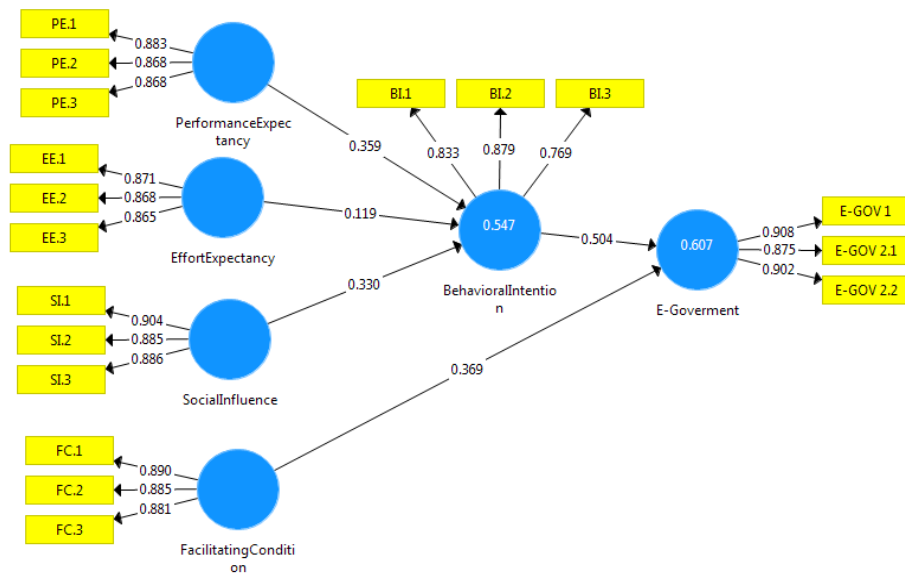 PE.1
0.883
PE.2
0.868
PE.3
0.868
PerformanceExpec
tancy
0.359
EE.1
0.871
EE.2
0.868
EE.3
0.865
EffortExpectancy
0.119
SI.1
0.904
SI.2
0.885
SI.3
0.886
SocialInfluence
0.330
FC.1
0.890
FC.2
0.885
FC.3
0.881
FacilitatingConditi
on
0.369
BI.1
BI.2
BI.3
0.833
0.879
0.769
0.547
BehavioralIntentio
n
0.504
0.607
E-Goverment
E-GOV 1
0.908
E-GOV 2.1
0.875
E-GOV 2.2
0.902